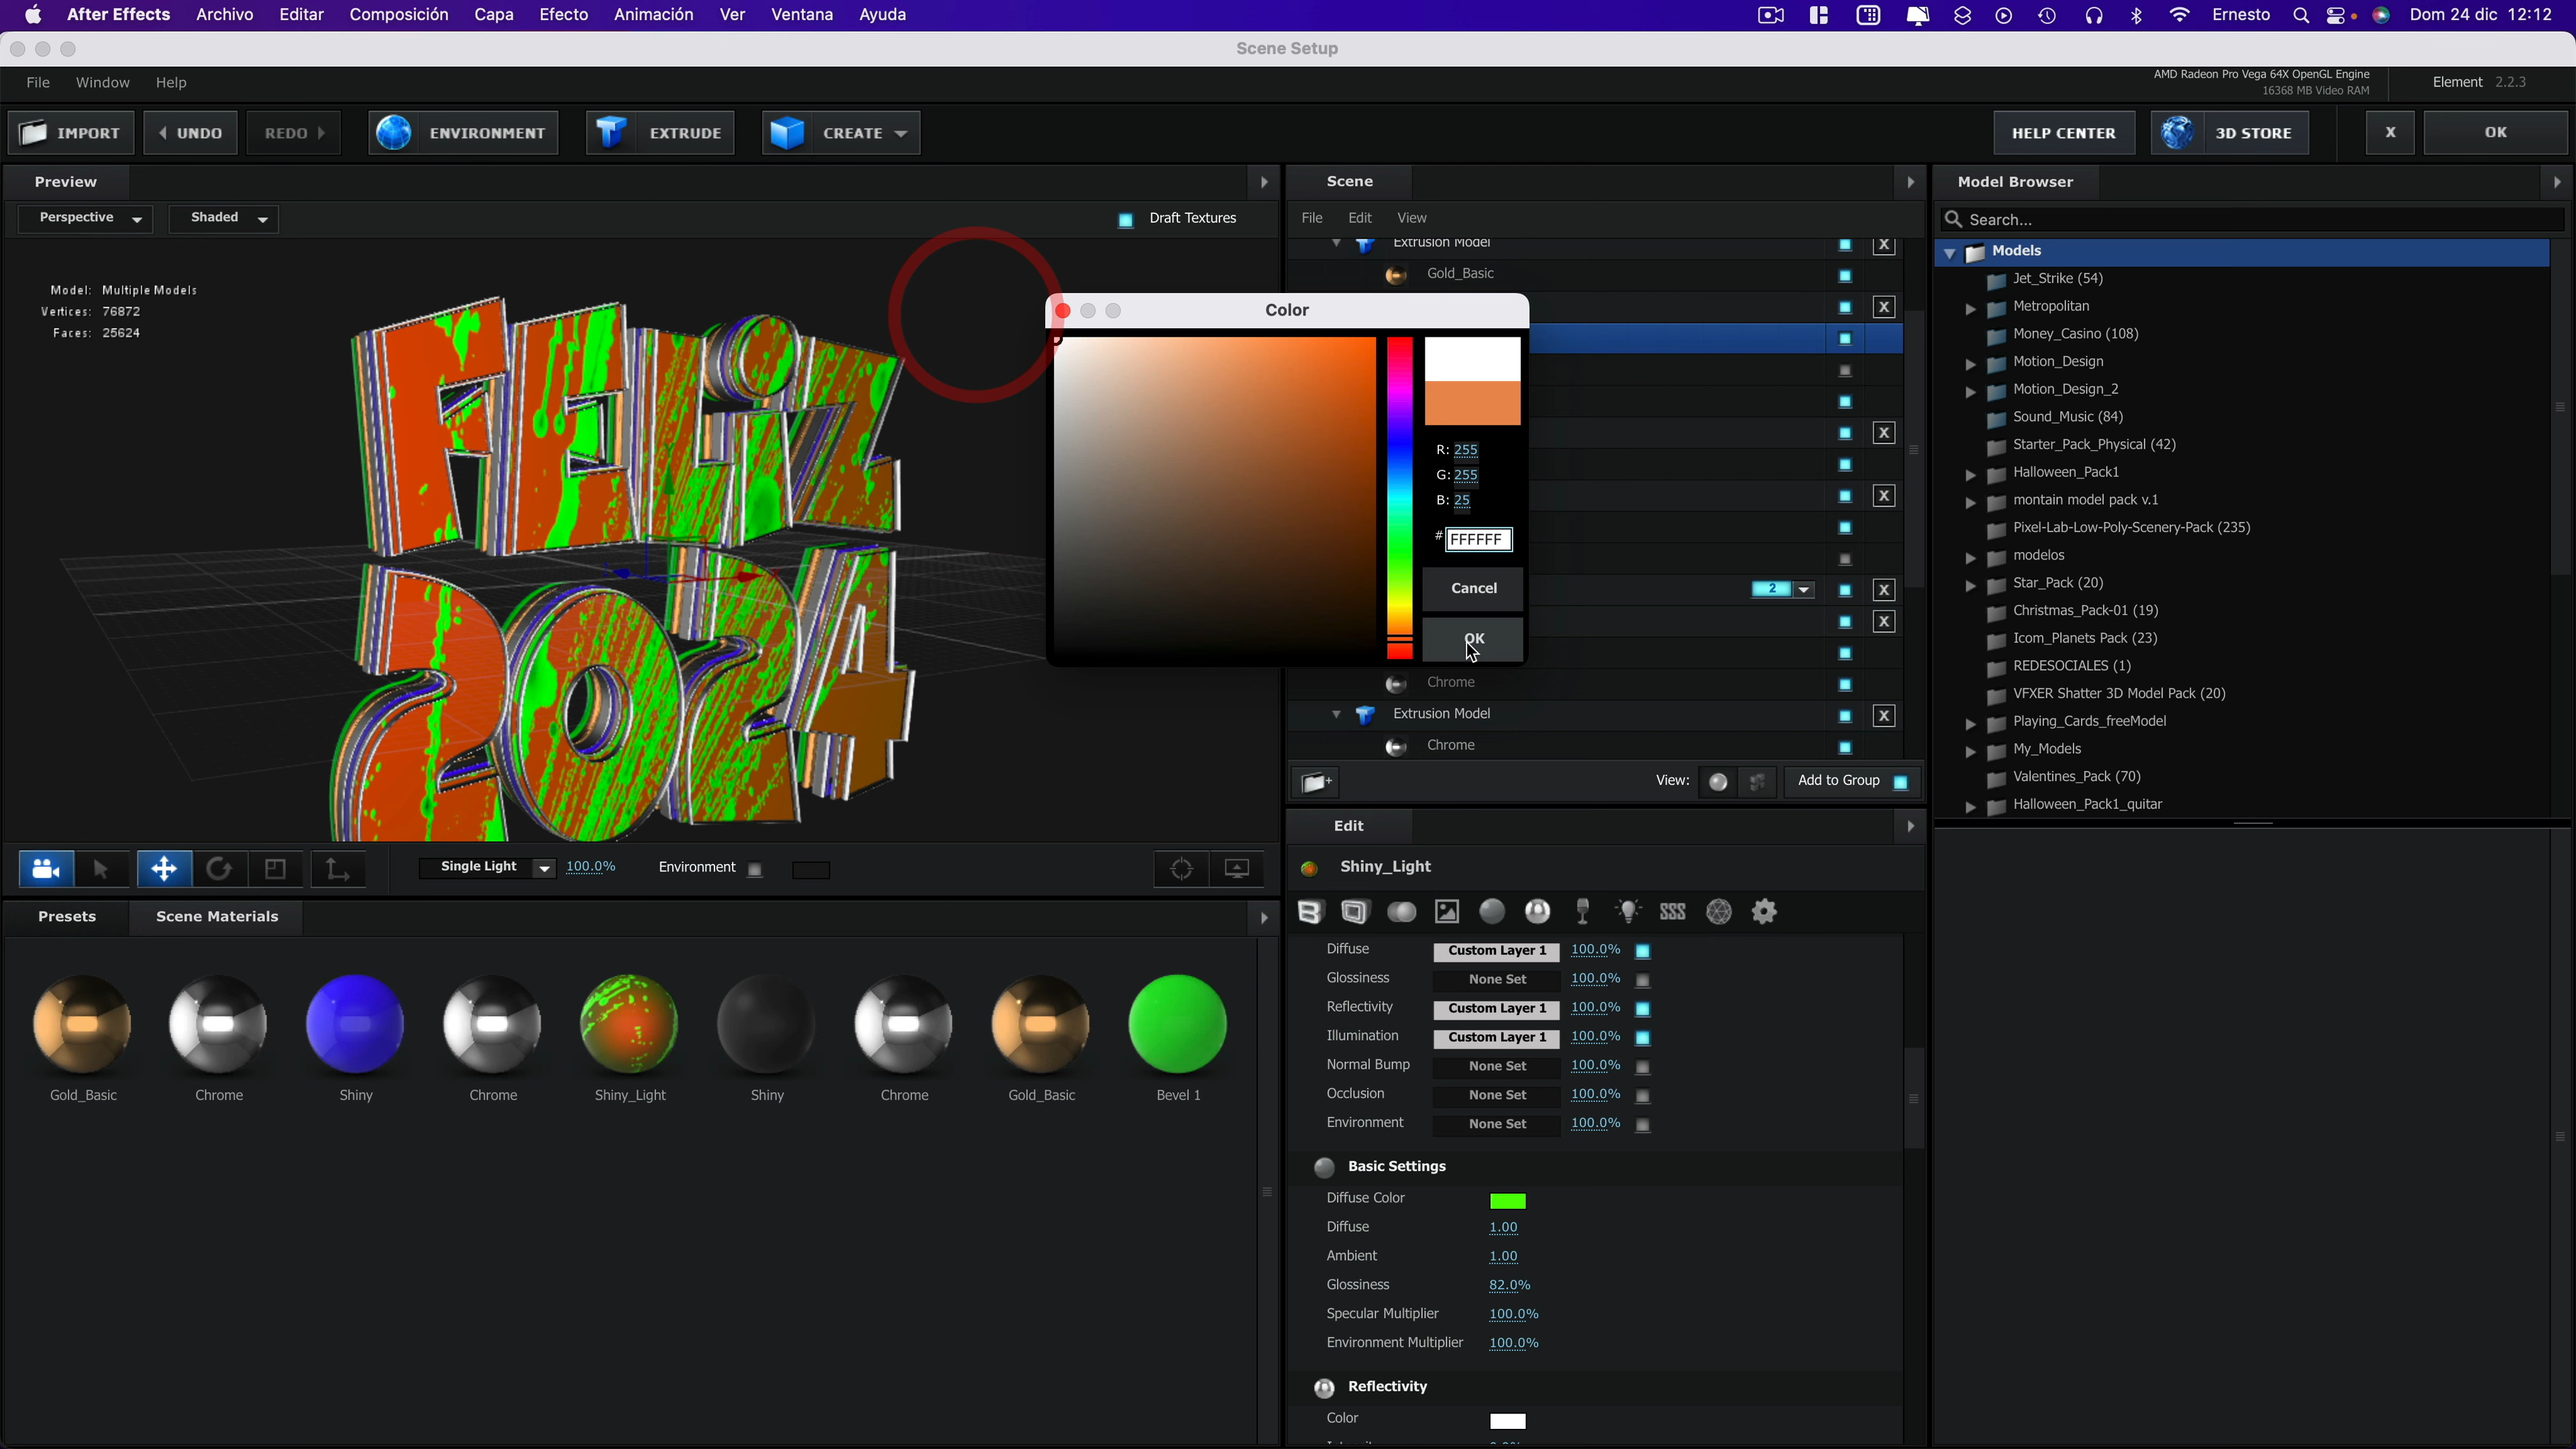 After Effects Archivo Editar Composición Capa Efecto Animación Ver Ventana Ayuda Ernesto Dom 24 dic 12:12
Scene Setup
File Window Help AMD Radeon Pro Vega 64X OpenGL Engine
16368 MB Video RAM Element 2.2.3
IMPORT UNDO REDO ENVIRONMENT EXTRUDE CREATE HELP CENTER 3D STORE X OK
Preview
Perspective Shaded Draft Textures
Model: Multiple Models
Vertices: 76872
Faces: 25624
FELIZ
2024
Single Light 100.0% Environment
Presets Scene Materials
Gold_Basic Chrome Shiny Chrome Shiny_Light Shiny Chrome Gold_Basic Bevel 1
Scene
File Edit View
Extrusion Model X
Gold_Basic
X
X
X
2 X
X
Chrome
Extrusion Model X
Chrome
View: Add to Group
Color
R: 255
G: 255
B: 25
# FFFFFF
Cancel
OK
Edit
Shiny_Light
SSS
Diffuse Custom Layer 1 100.0%
Glossiness None Set 100.0%
Reflectivity Custom Layer 1 100.0%
Illumination Custom Layer 1 100.0%
Normal Bump None Set 100.0%
Occlusion None Set 100.0%
Environment None Set 100.0%
Basic Settings
Diffuse Color
Diffuse 1.00
Ambient 1.00
Glossiness 82.0%
Specular Multiplier 100.0%
Environment Multiplier 100.0%
Reflectivity
Color
Model Browser
Search...
Models
Jet_Strike (54)
Metropolitan
Money_Casino (108)
Motion_Design
Motion_Design_2
Sound_Music (84)
Starter_Pack_Physical (42)
Halloween_Pack1
montain model pack v.1
Pixel-Lab-Low-Poly-Scenery-Pack (235)
modelos
Star_Pack (20)
Christmas_Pack-01 (19)
Icom_Planets Pack (23)
REDESOCIALES (1)
VFXER Shatter 3D Model Pack (20)
Playing_Cards_freeModel
My_Models
Valentines_Pack (70)
Halloween_Pack1_quitar